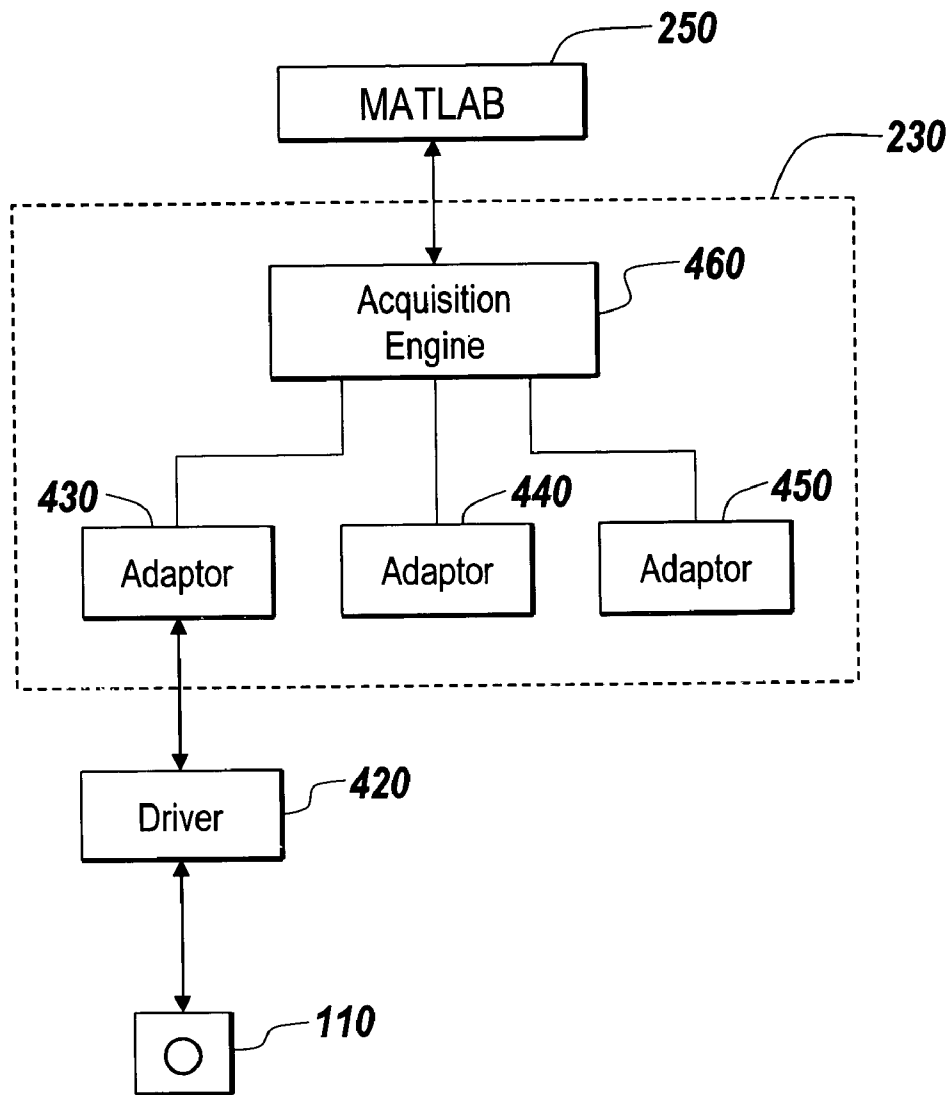 250
MATLAB
230
460
Acquisition
Engine
430
440
450
Adaptor
Adaptor
Adaptor
420
Driver
110